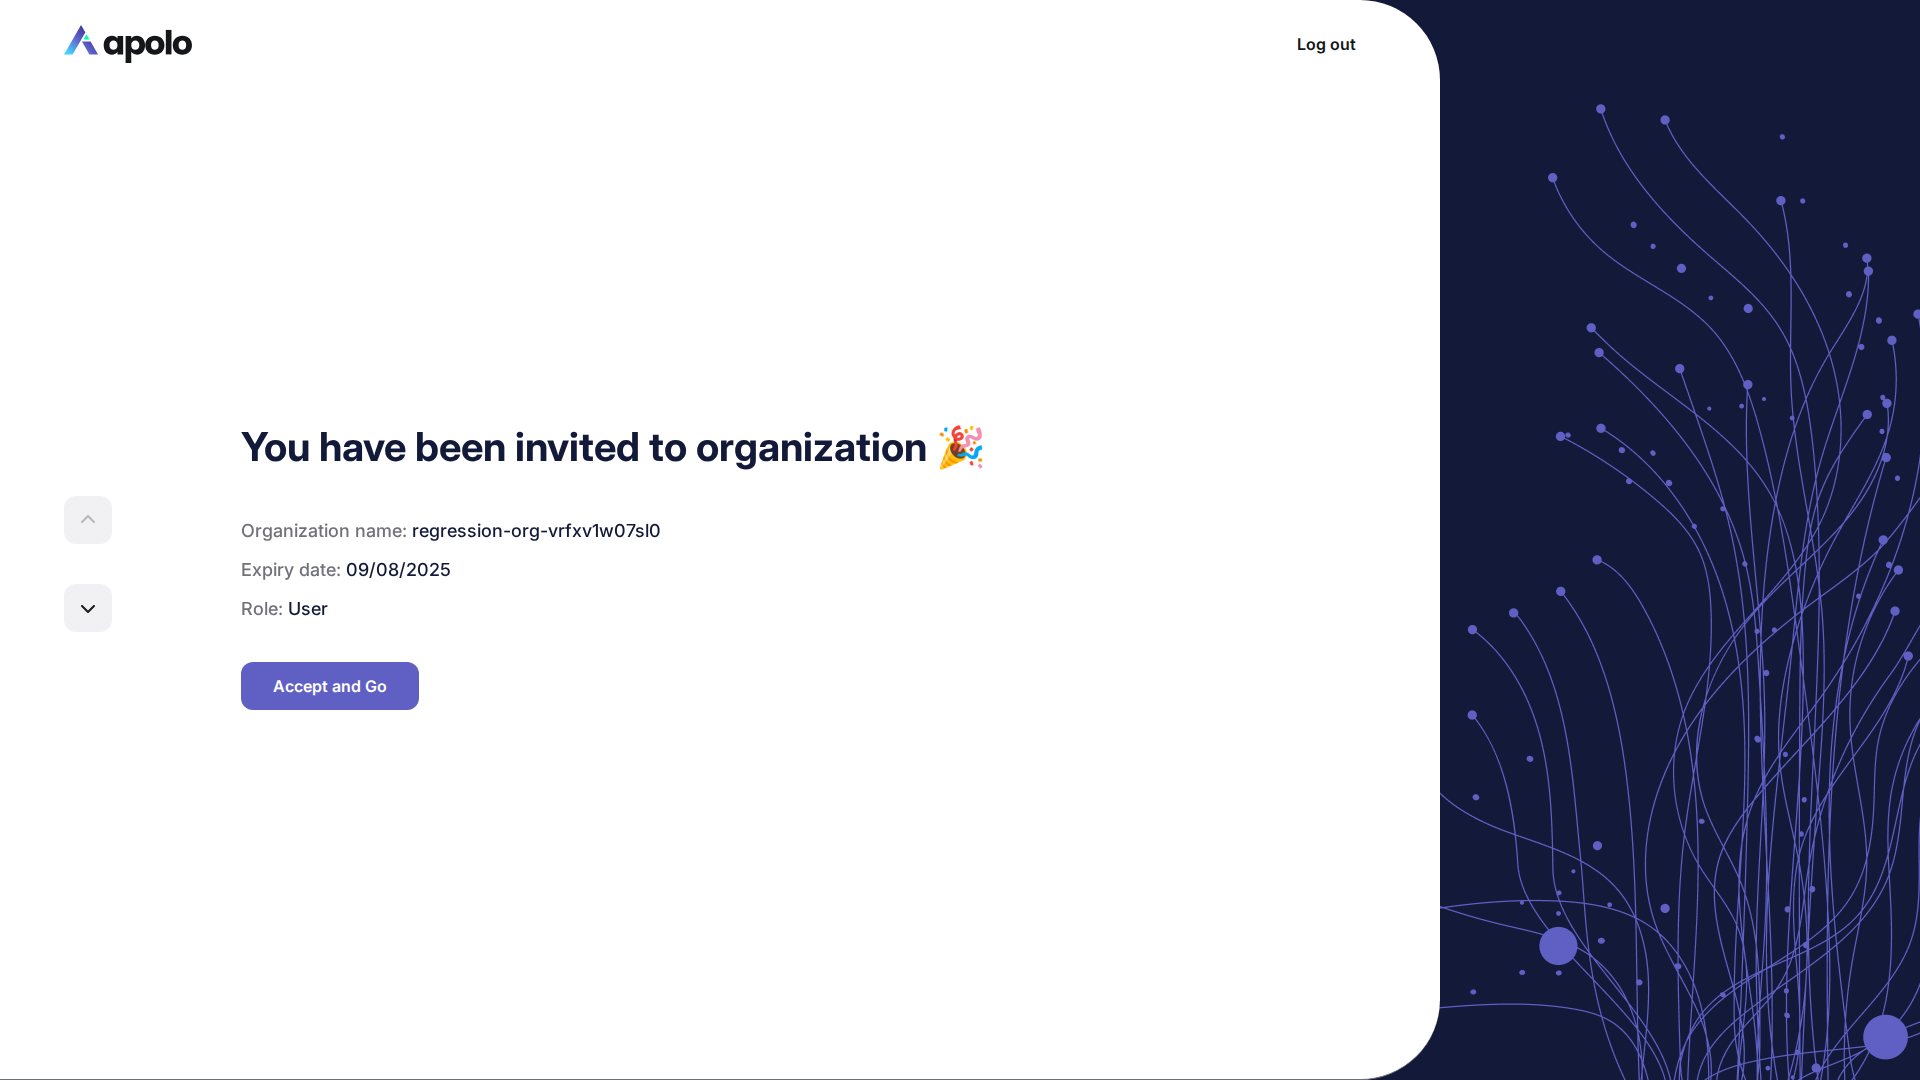 apolo
Log out
You have been invited to organization 🎉
Organization name: regression-org-vrfxv1w07sl0
Expiry date: 09/08/2025
Role: User
Accept and Go